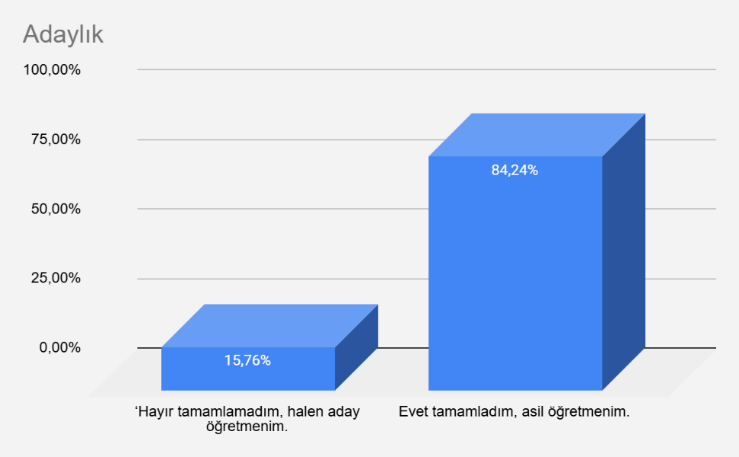 Adaylık
100,00%
75,00%
50,00%
25,00%
0,00%
84,24%
15,76%
‘Hayır tamamlamadım, halen aday
öğretmenim.
Evet tamamladım, asil öğretmenim.